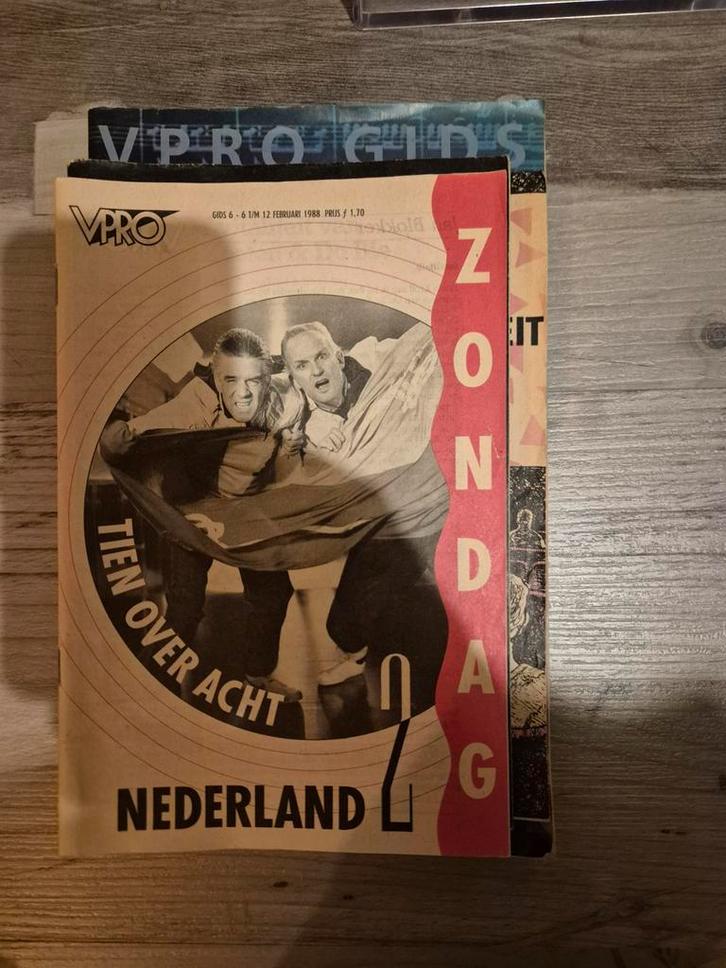 VPRO GIDS
VPRO
GIDS 6 - 6 T/M 12 FEBRUARI 1988 PRIJS ƒ 1,70
ZONDAG
EIT
TIEN OVER ACHT
NEDERLAND 2